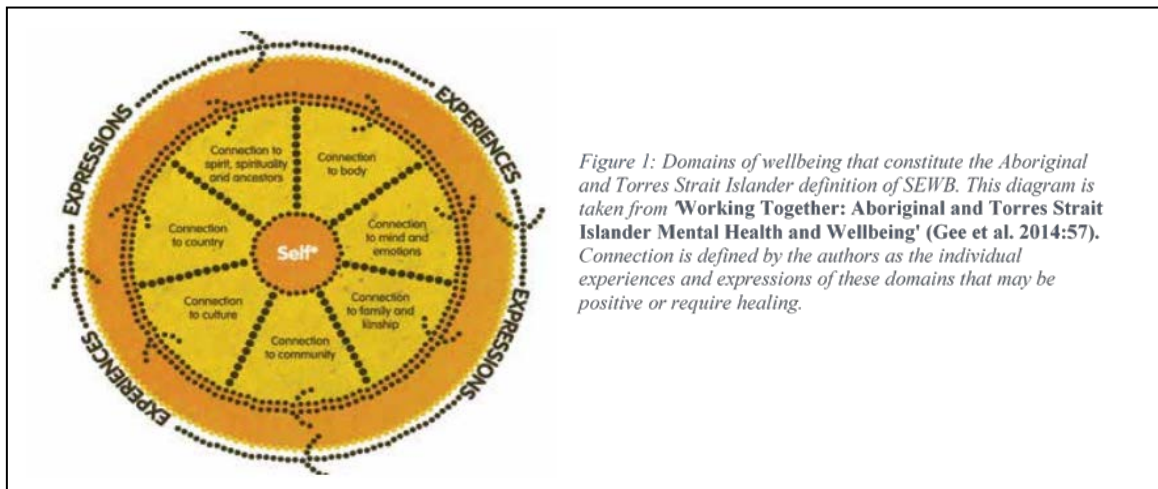 EXPRESSIONS
EXPERIENCES
Connection to
spirit, spirituality
and ancestors
Connection
to body
Connection
to country
Self*
Connection
to mind and
emotions
Connection
to culture
Connection
to family and
kinship
Connection
to community
EXPERIENCES
EXPRESSIONS
Figure 1: Domains of wellbeing that constitute the Aboriginal
and Torres Strait Islander definition of SEWB. This diagram is
taken from 'Working Together: Aboriginal and Torres Strait
Islander Mental Health and Wellbeing' (Gee et al. 2014:57).
Connection is defined by the authors as the individual
experiences and expressions of these domains that may be
positive or require healing.